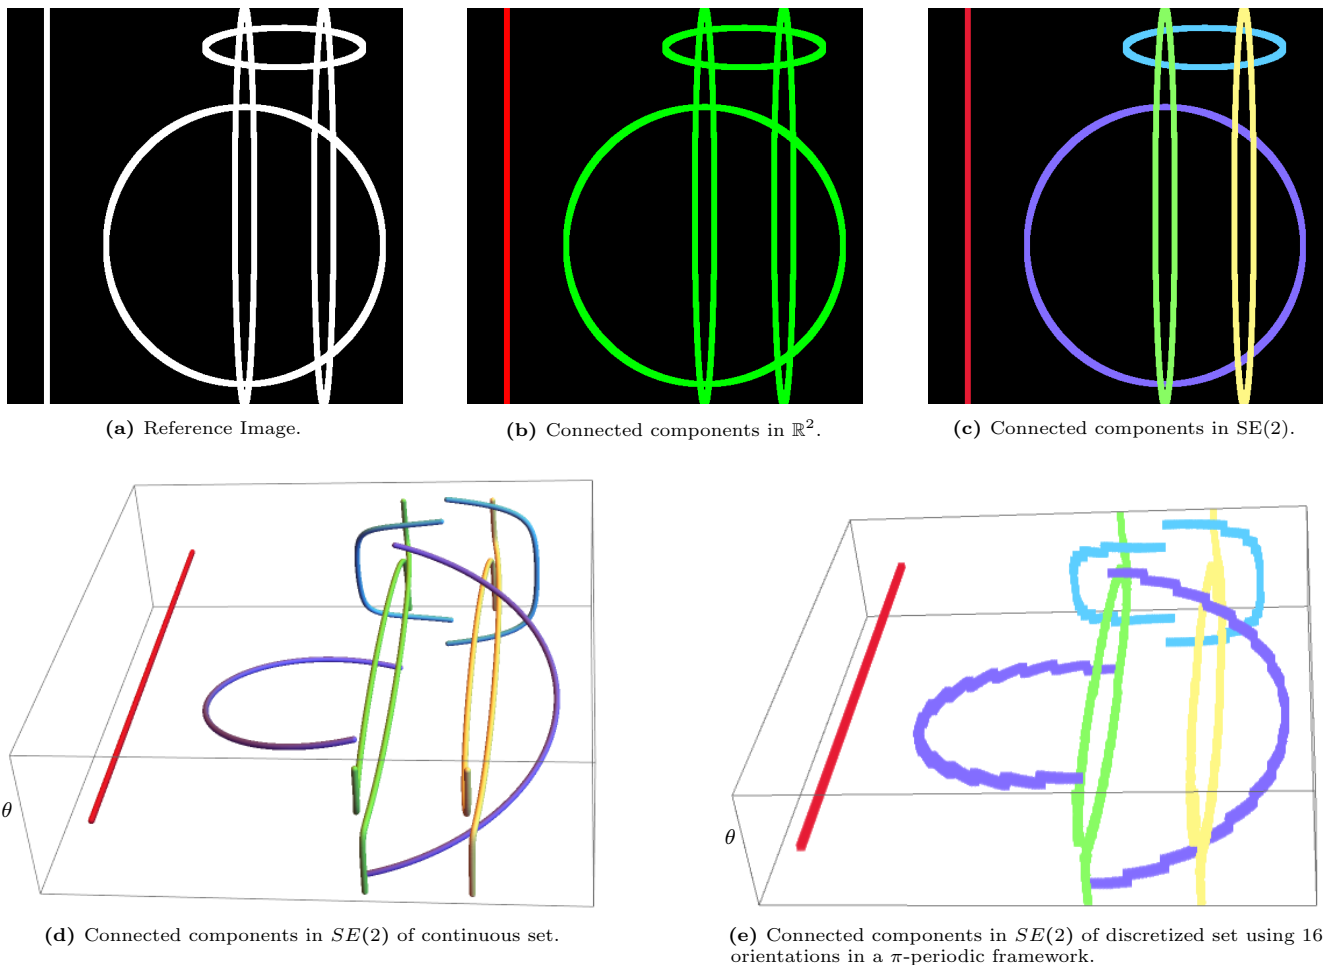 (a) Reference Image.
(b) Connected components in ℝ².
(c) Connected components in SE(2).
θ
θ
(d) Connected components in SE(2) of continuous set.
(e) Connected components in SE(2) of discretized set using 16
orientations in a π-periodic framework.